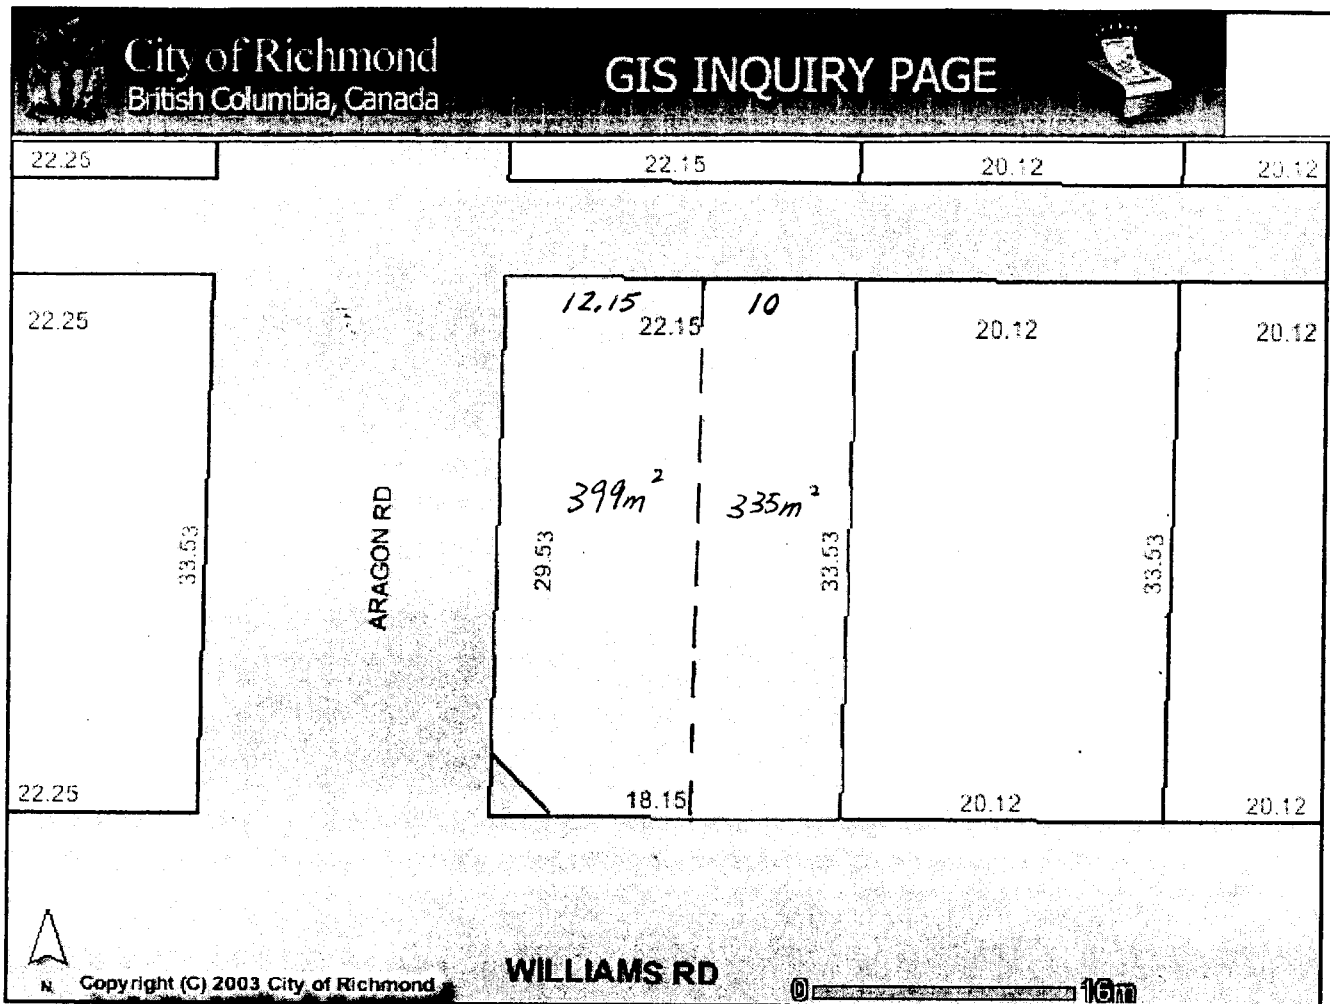 City of Richmond
British Columbia, Canada
GIS INQUIRY PAGE
22.25 22.15 20.12 20.12
12.15 10
22.25 22.15 20.12 20.12
399m² 335m²
33.53 ARAGON RD 29.53 33.53 33.53
22.25 18.15 20.12 20.12
N Copyright (C) 2003 City of Richmond WILLIAMS RD 0 16m